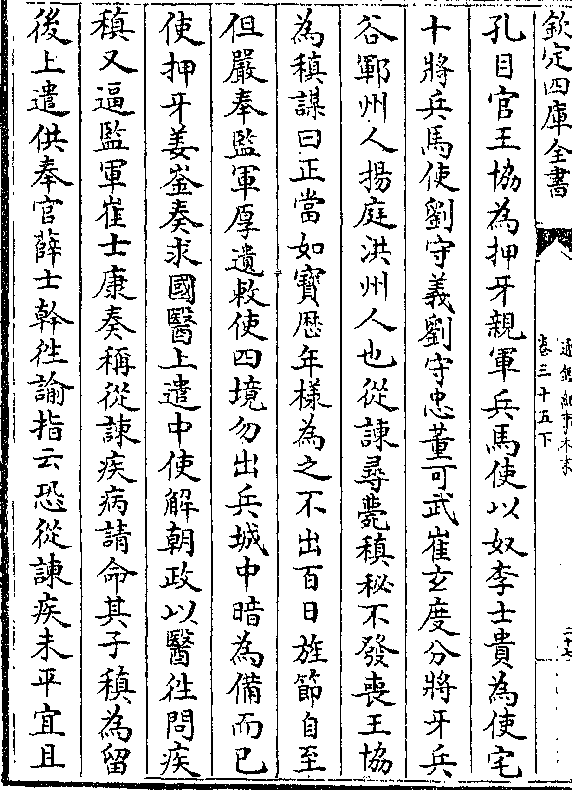 欽定四庫全書
通鑑紀事本末
卷三十五下
孔目官王協為押牙親軍兵馬使以奴李士貴為使宅
十將兵馬使劉守義劉守忠董可武崔玄度分將牙兵
谷鄆州人揚庭洪州人也從諫尋薨稹秘不發喪王協
為稹謀曰正當如寶歷年樣為之不出百日旌節自至
但嚴奉監軍厚遺敕使四境勿出兵城中暗為備而已
使押牙姜崟奏求國醫上遣中使解朝政以醫徃問疾
稹又逼監軍崔士康奏稱從諫疾病請命其子稹為留
後上遣供奉官薛士幹徃諭指云恐從諫疾未平宜且